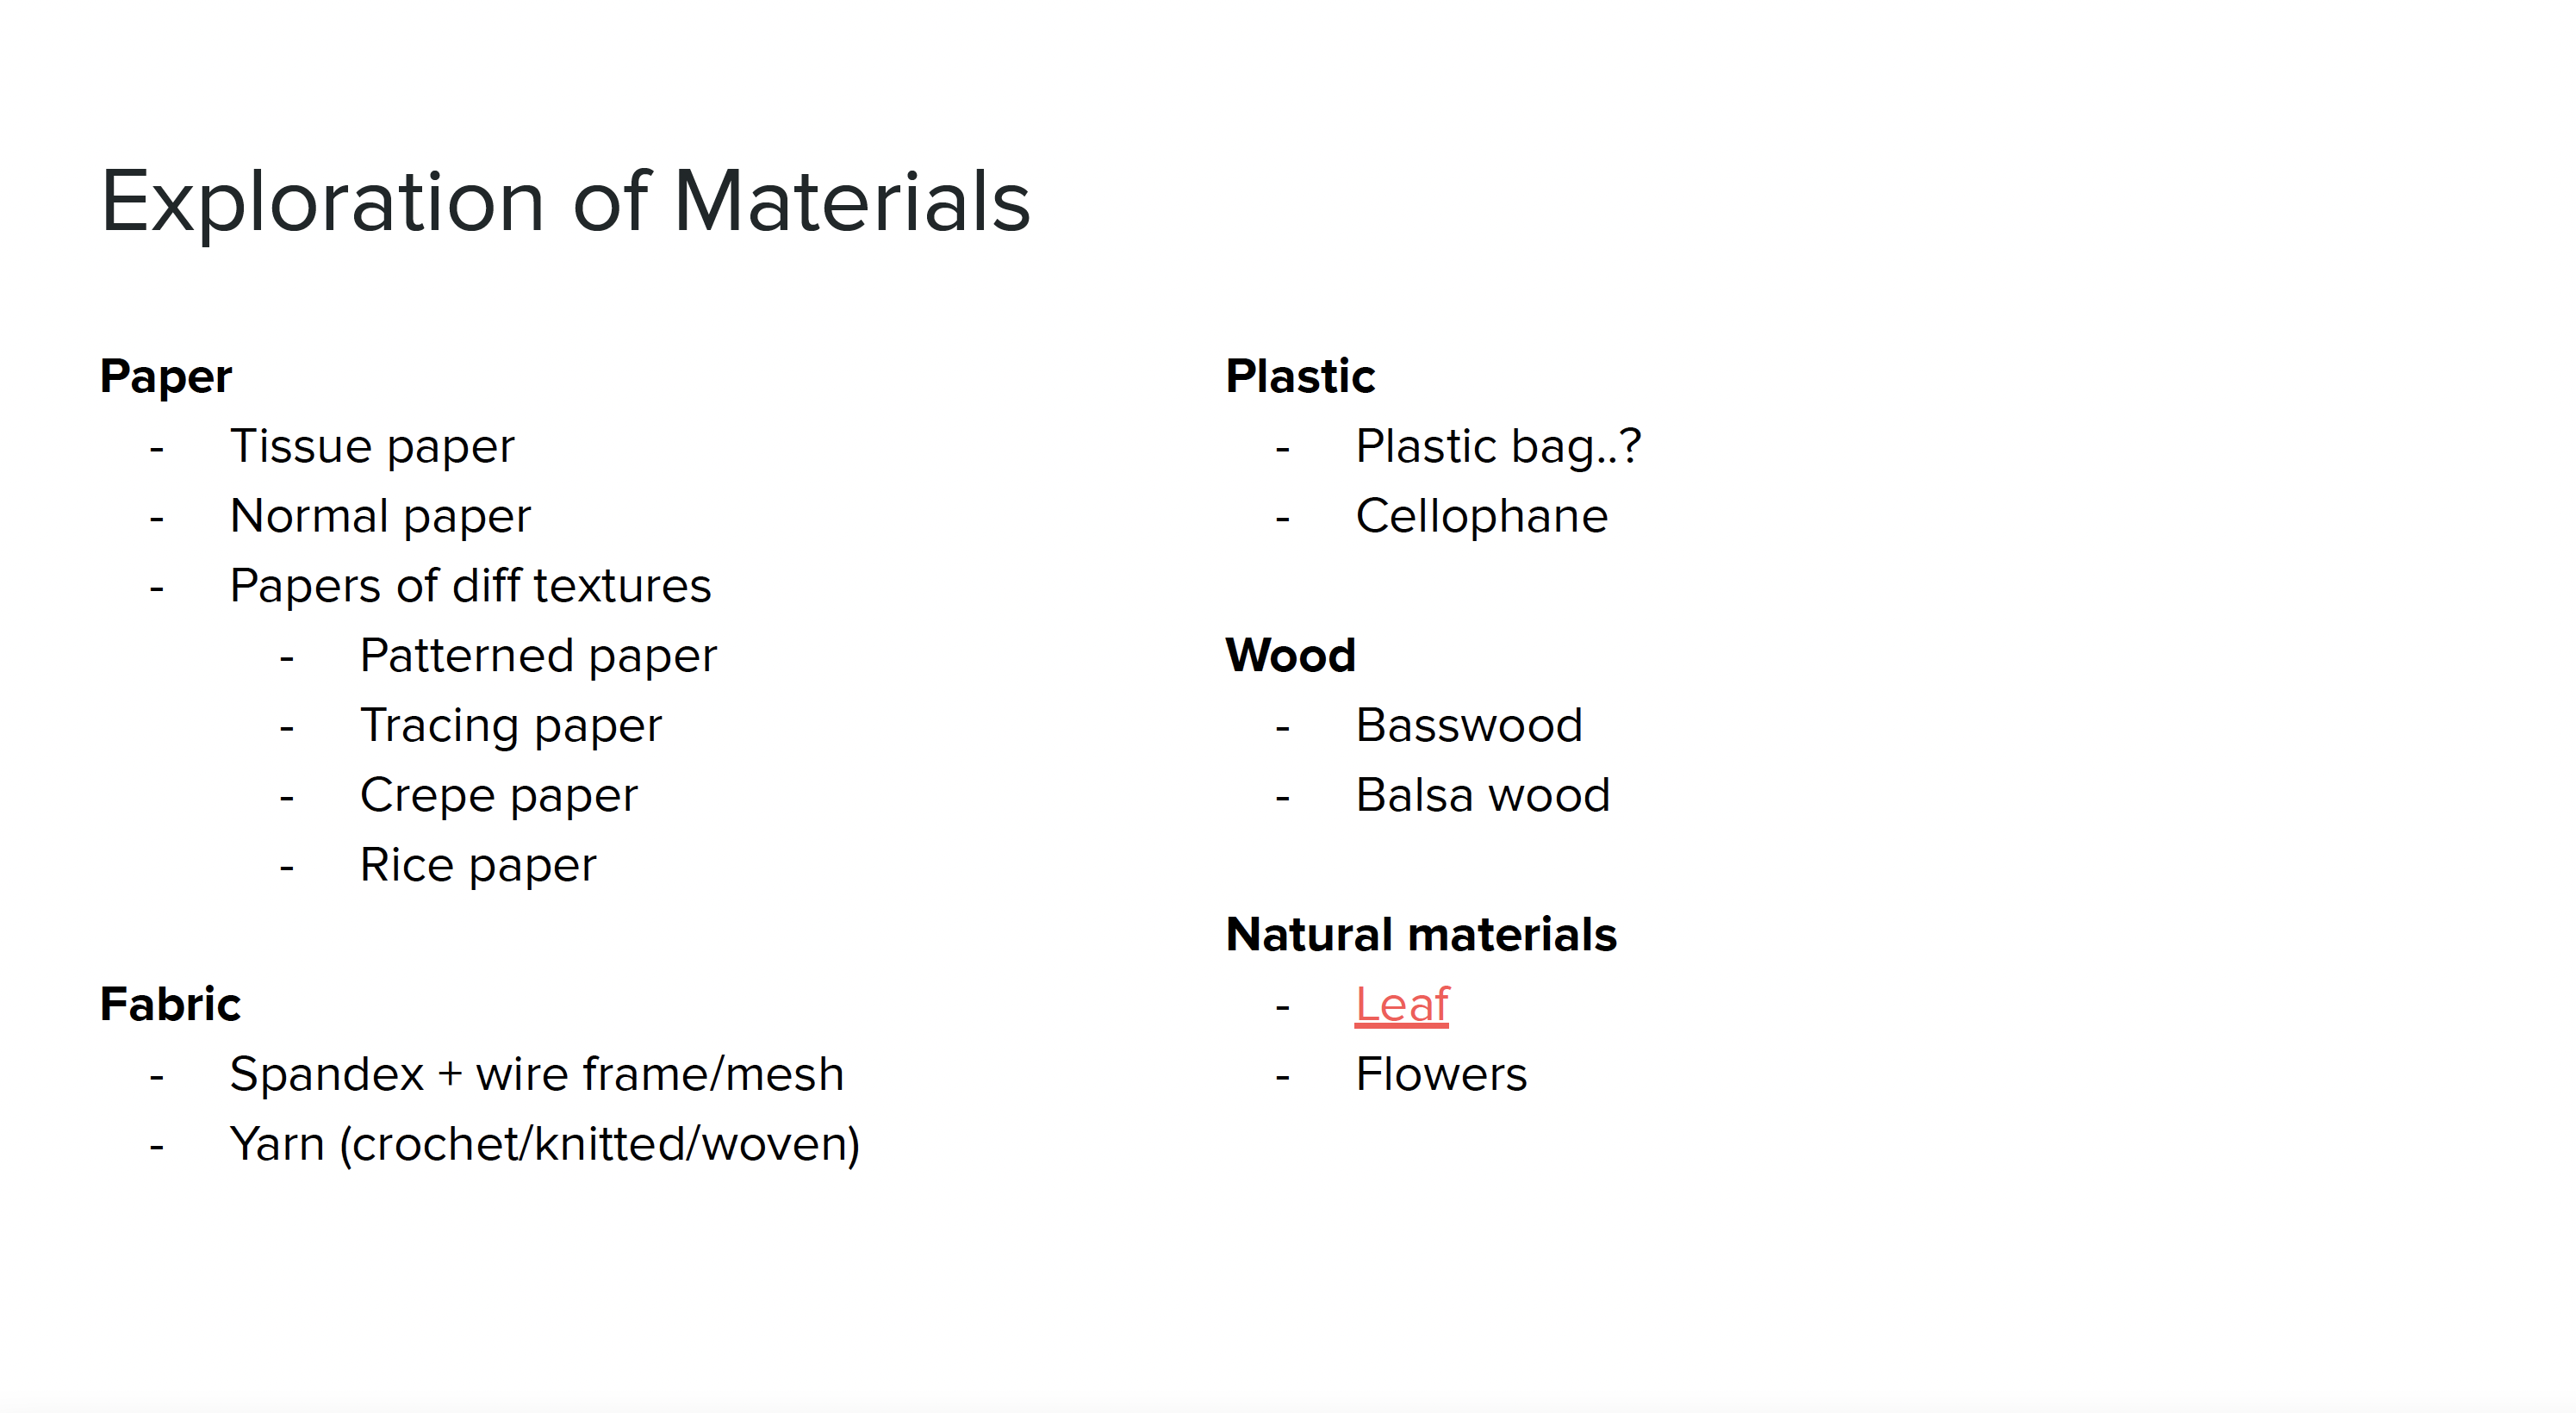 Exploration of Materials
Paper
- Tissue paper
- Normal paper
- Papers of diff textures
- Patterned paper
- Tracing paper
- Crepe paper
- Rice paper
Fabric
- Spandex + wire frame/mesh
- Yarn (crochet/knitted/woven)
Plastic
- Plastic bag..?
- Cellophane
Wood
- Basswood
- Balsa wood
Natural materials
- Leaf
- Flowers